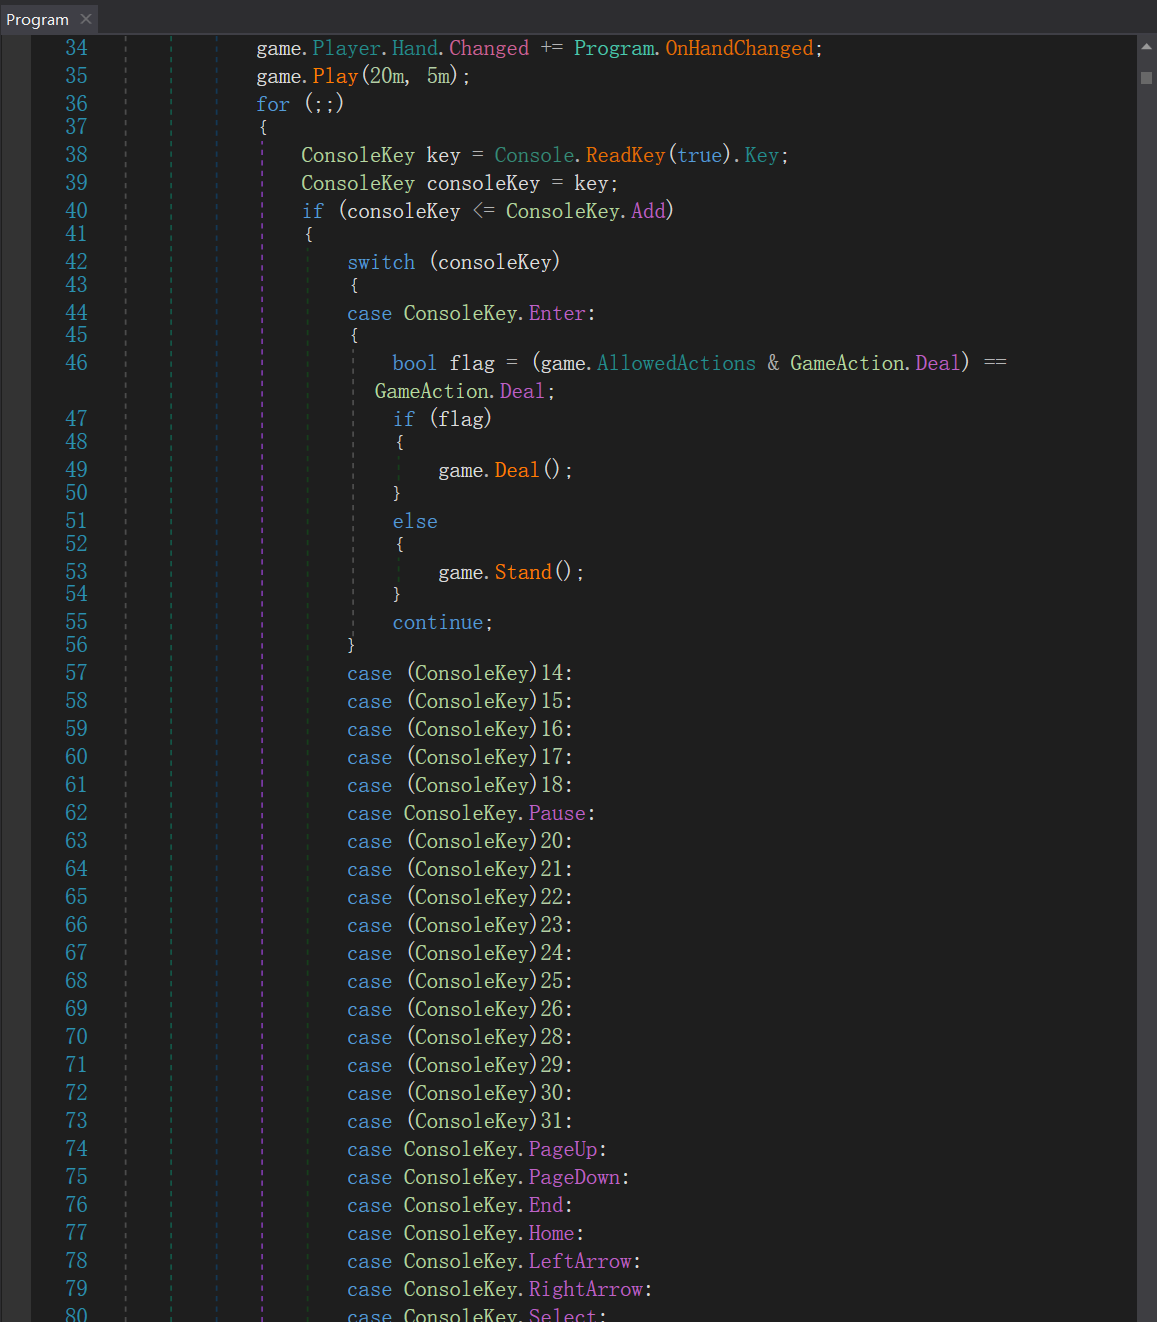 Program
34 game.Player.Hand.Changed += Program.OnHandChanged;
35 game.Play(20m, 5m);
36 for (;;)
37 {
38 ConsoleKey key = Console.ReadKey(true).Key;
39 ConsoleKey consoleKey = key;
40 if (consoleKey <= ConsoleKey.Add)
41 {
42 switch (consoleKey)
43 {
44 case ConsoleKey.Enter:
45 {
46 bool flag = (game.AllowedActions & GameAction.Deal) ==
GameAction.Deal;
47 if (flag)
48 {
49 game.Deal();
50 }
51 else
52 {
53 game.Stand();
54 }
55 continue;
56 }
57 case (ConsoleKey)14:
58 case (ConsoleKey)15:
59 case (ConsoleKey)16:
60 case (ConsoleKey)17:
61 case (ConsoleKey)18:
62 case ConsoleKey.Pause:
63 case (ConsoleKey)20:
64 case (ConsoleKey)21:
65 case (ConsoleKey)22:
66 case (ConsoleKey)23:
67 case (ConsoleKey)24:
68 case (ConsoleKey)25:
69 case (ConsoleKey)26:
70 case (ConsoleKey)28:
71 case (ConsoleKey)29:
72 case (ConsoleKey)30:
73 case (ConsoleKey)31:
74 case ConsoleKey.PageUp:
75 case ConsoleKey.PageDown:
76 case ConsoleKey.End:
77 case ConsoleKey.Home:
78 case ConsoleKey.LeftArrow:
79 case ConsoleKey.RightArrow:
80 case ConsoleKey.Select: